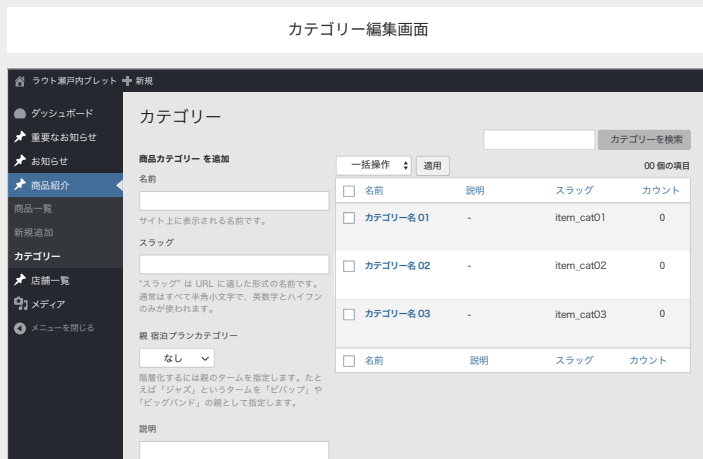 カテゴリー編集画面
ラウト瀬戸内ブレット 新規
ダッシュボード
重要なお知らせ
お知らせ
商品紹介
商品一覧
新規追加
カテゴリー
店舗一覧
メディア
メニューを閉じる
カテゴリー
カテゴリーを検索
商品カテゴリー を追加
名前
サイト上に表示される名前です。
スラッグ
"スラッグ" は URL に適した形式の名前です。
通常はすべて半角小文字で、英数字とハイフン
のみが使われます。
親 宿泊プランカテゴリー
なし
階層化するには親のタームを指定します。たと
えば「ジャズ」というタームを「ビバップ」や
「ビッグバンド」の親として指定します。
説明
一括操作 適用 00個の項目
名前 説明 スラッグ カウント
カテゴリー名 01 - item_cat01 0
カテゴリー名 02 - item_cat02 0
カテゴリー名 03 - item_cat03 0
名前 説明 スラッグ カウント